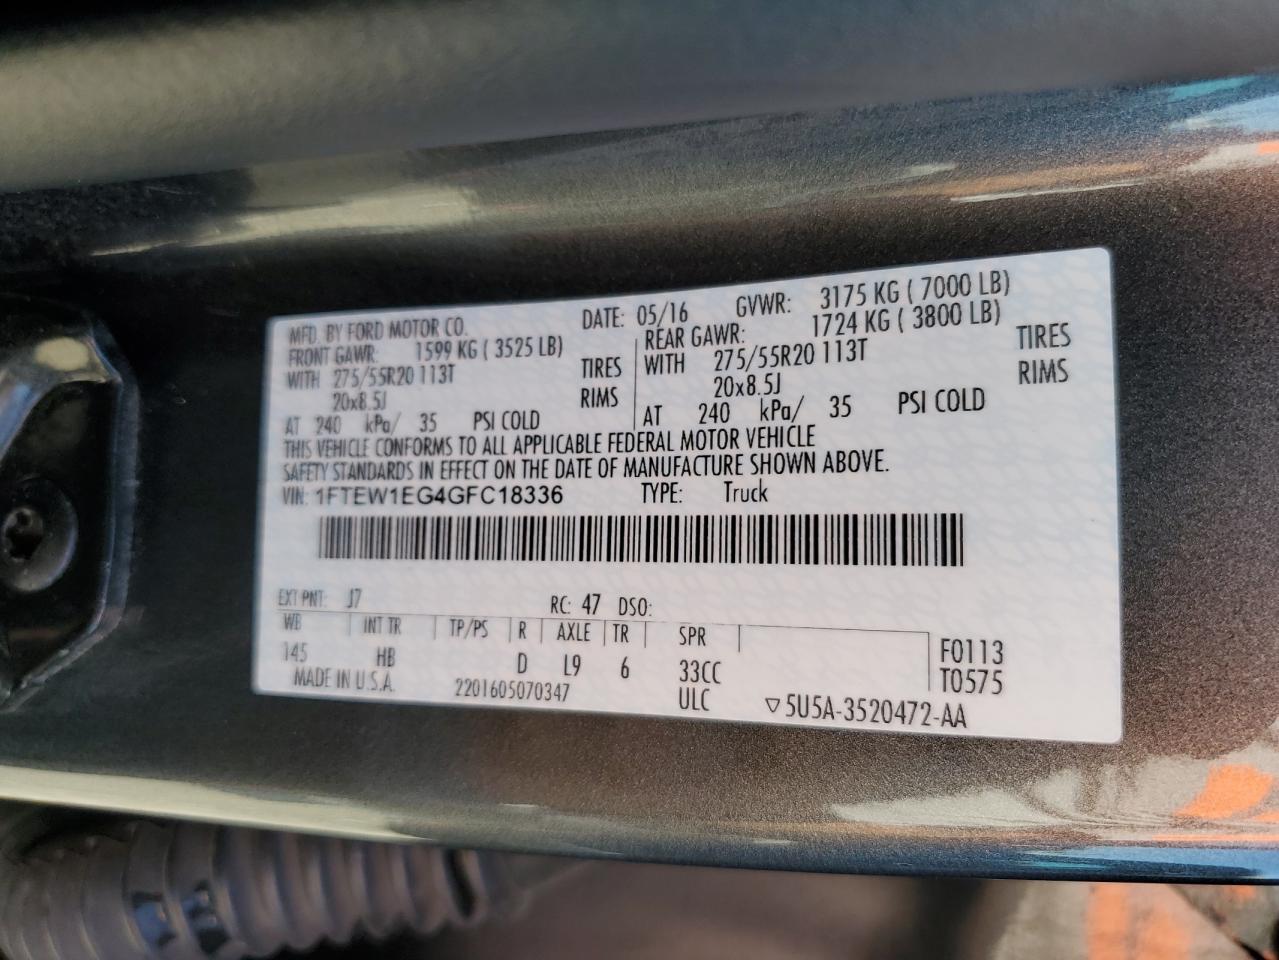 MFD. BY FORD MOTOR CO. DATE: 05/16 GVWR: 3175 KG ( 7000 LB)
FRONT GAWR: 1599 KG ( 3525 LB) REAR GAWR: 1724 KG ( 3800 LB)
WITH 275/55R20 113T TIRES WITH 275/55R20 113T TIRES
20x8.5J RIMS 20x8.5J RIMS
AT 240 kPa/ 35 PSI COLD AT 240 kPa/ 35 PSI COLD
THIS VEHICLE CONFORMS TO ALL APPLICABLE FEDERAL MOTOR VEHICLE
SAFETY STANDARDS IN EFFECT ON THE DATE OF MANUFACTURE SHOWN ABOVE.
VIN: 1FTEW1EG4GFC18336 TYPE: Truck
EXT PNT: J7 RC: 47 DSO:
WB INT TR TP/PS R AXLE TR SPR F0113
145 HB D L9 6 33CC T0575
MADE IN U.S.A. 2201605070347 ULC ▽5U5A-3520472-AA